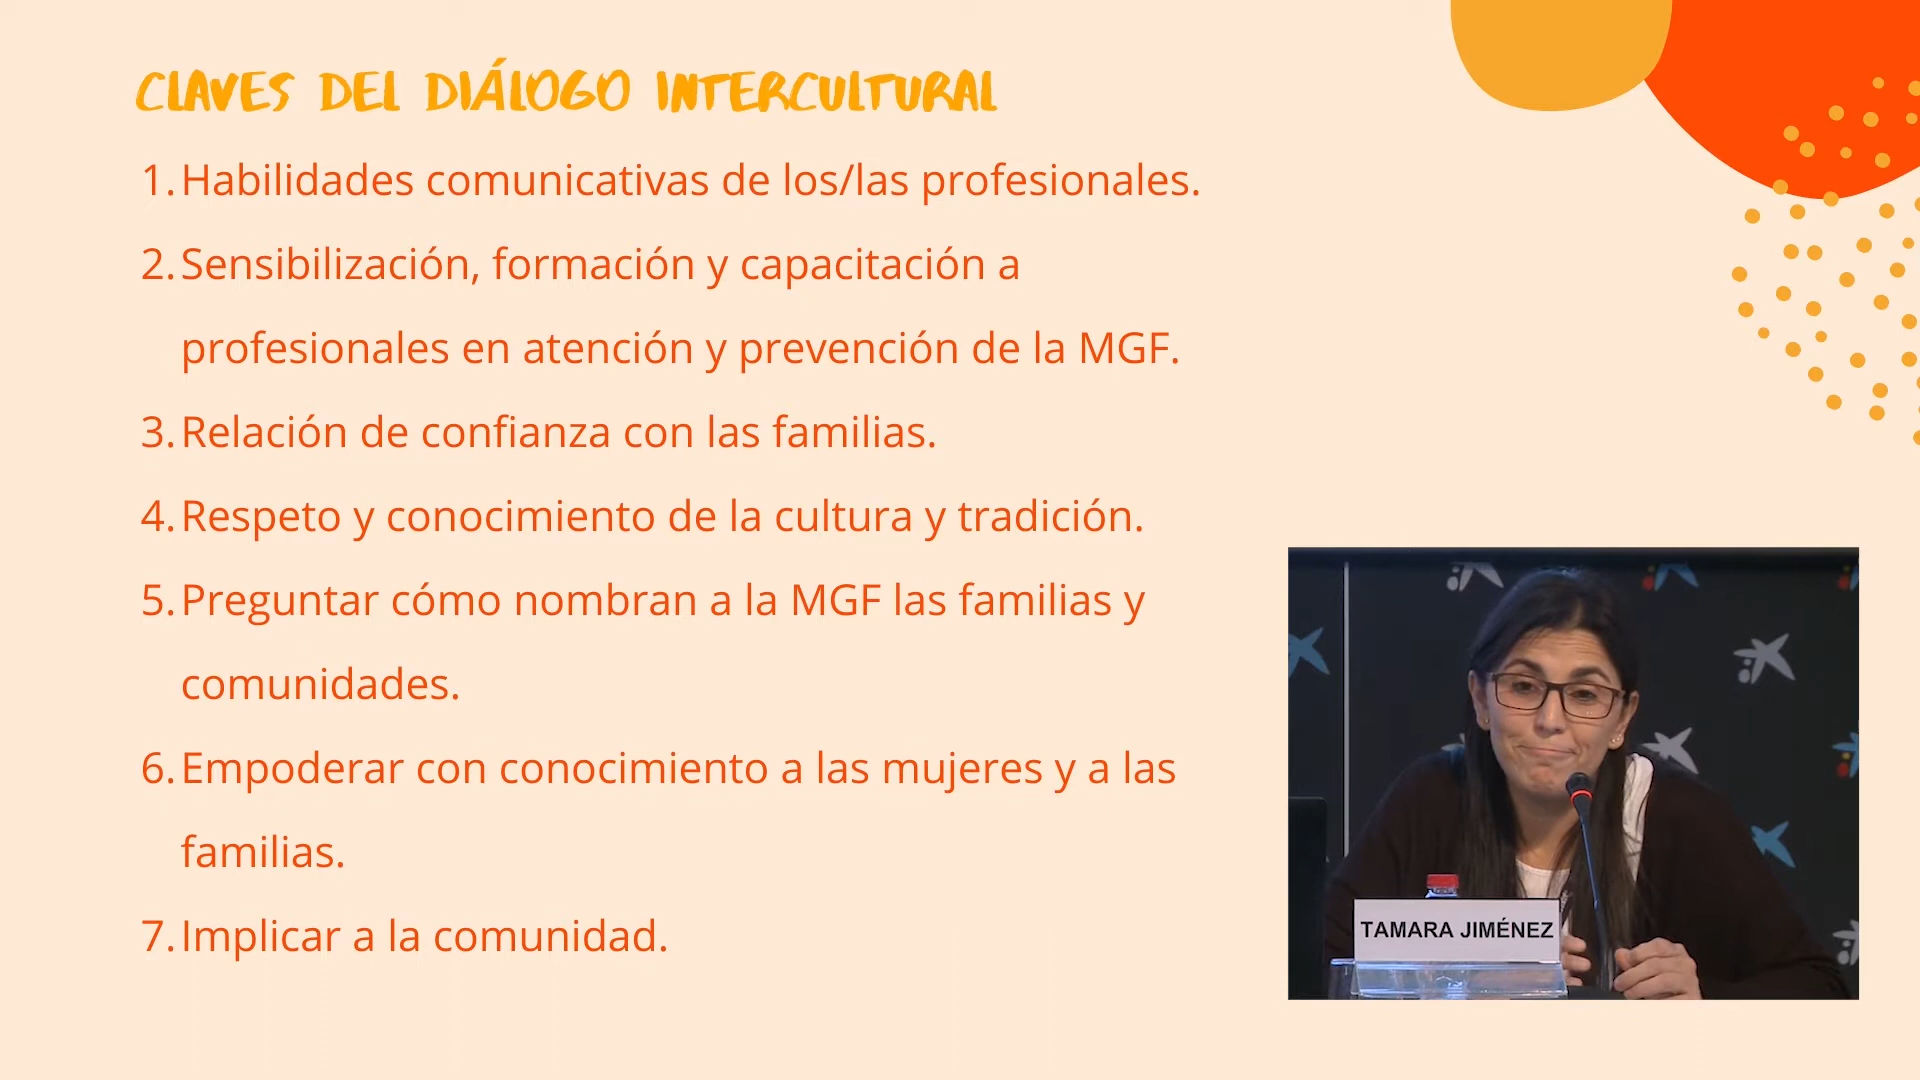 CLAVES DEL DIÁLOGO INTERCULTURAL
1. Habilidades comunicativas de los/las profesionales.
2. Sensibilización, formación y capacitación a
profesionales en atención y prevención de la MGF.
3. Relación de confianza con las familias.
4. Respeto y conocimiento de la cultura y tradición.
5. Preguntar cómo nombran a la MGF las familias y
comunidades.
6. Empoderar con conocimiento a las mujeres y a las
familias.
7. Implicar a la comunidad.
TAMARA JIMÉNEZ